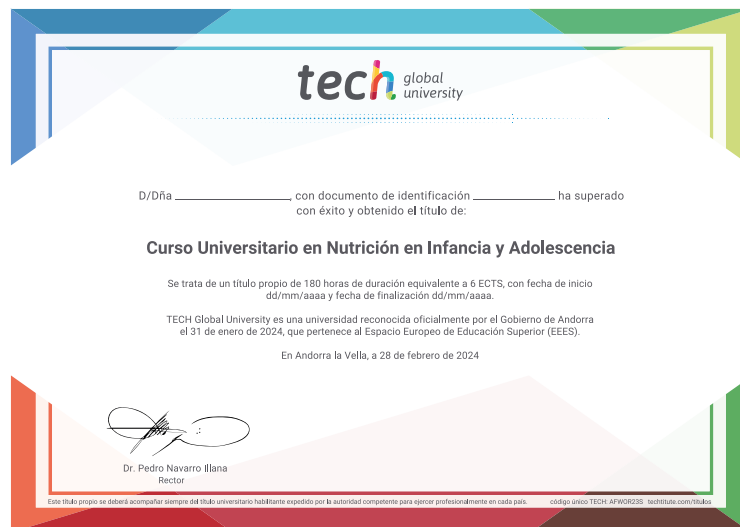 tech global university
D/Dña ____________, con documento de identificación ____________ ha superado
con éxito y obtenido el título de:
Curso Universitario en Nutrición en Infancia y Adolescencia
Se trata de un título propio de 180 horas de duración equivalente a 6 ECTS, con fecha de inicio
dd/mm/aaaa y fecha de finalización dd/mm/aaaa.
TECH Global University es una universidad reconocida oficialmente por el Gobierno de Andorra
el 31 de enero de 2024, que pertenece al Espacio Europeo de Educación Superior (EEES).
En Andorra la Vella, a 28 de febrero de 2024
Dr. Pedro Navarro Illana
Rector
Este título propio se deberá acompañar siempre del título universitario habilitante expedido por la autoridad competente para ejercer profesionalmente en cada país. código único TECH: AFWOR23S techtitute.com/titulos